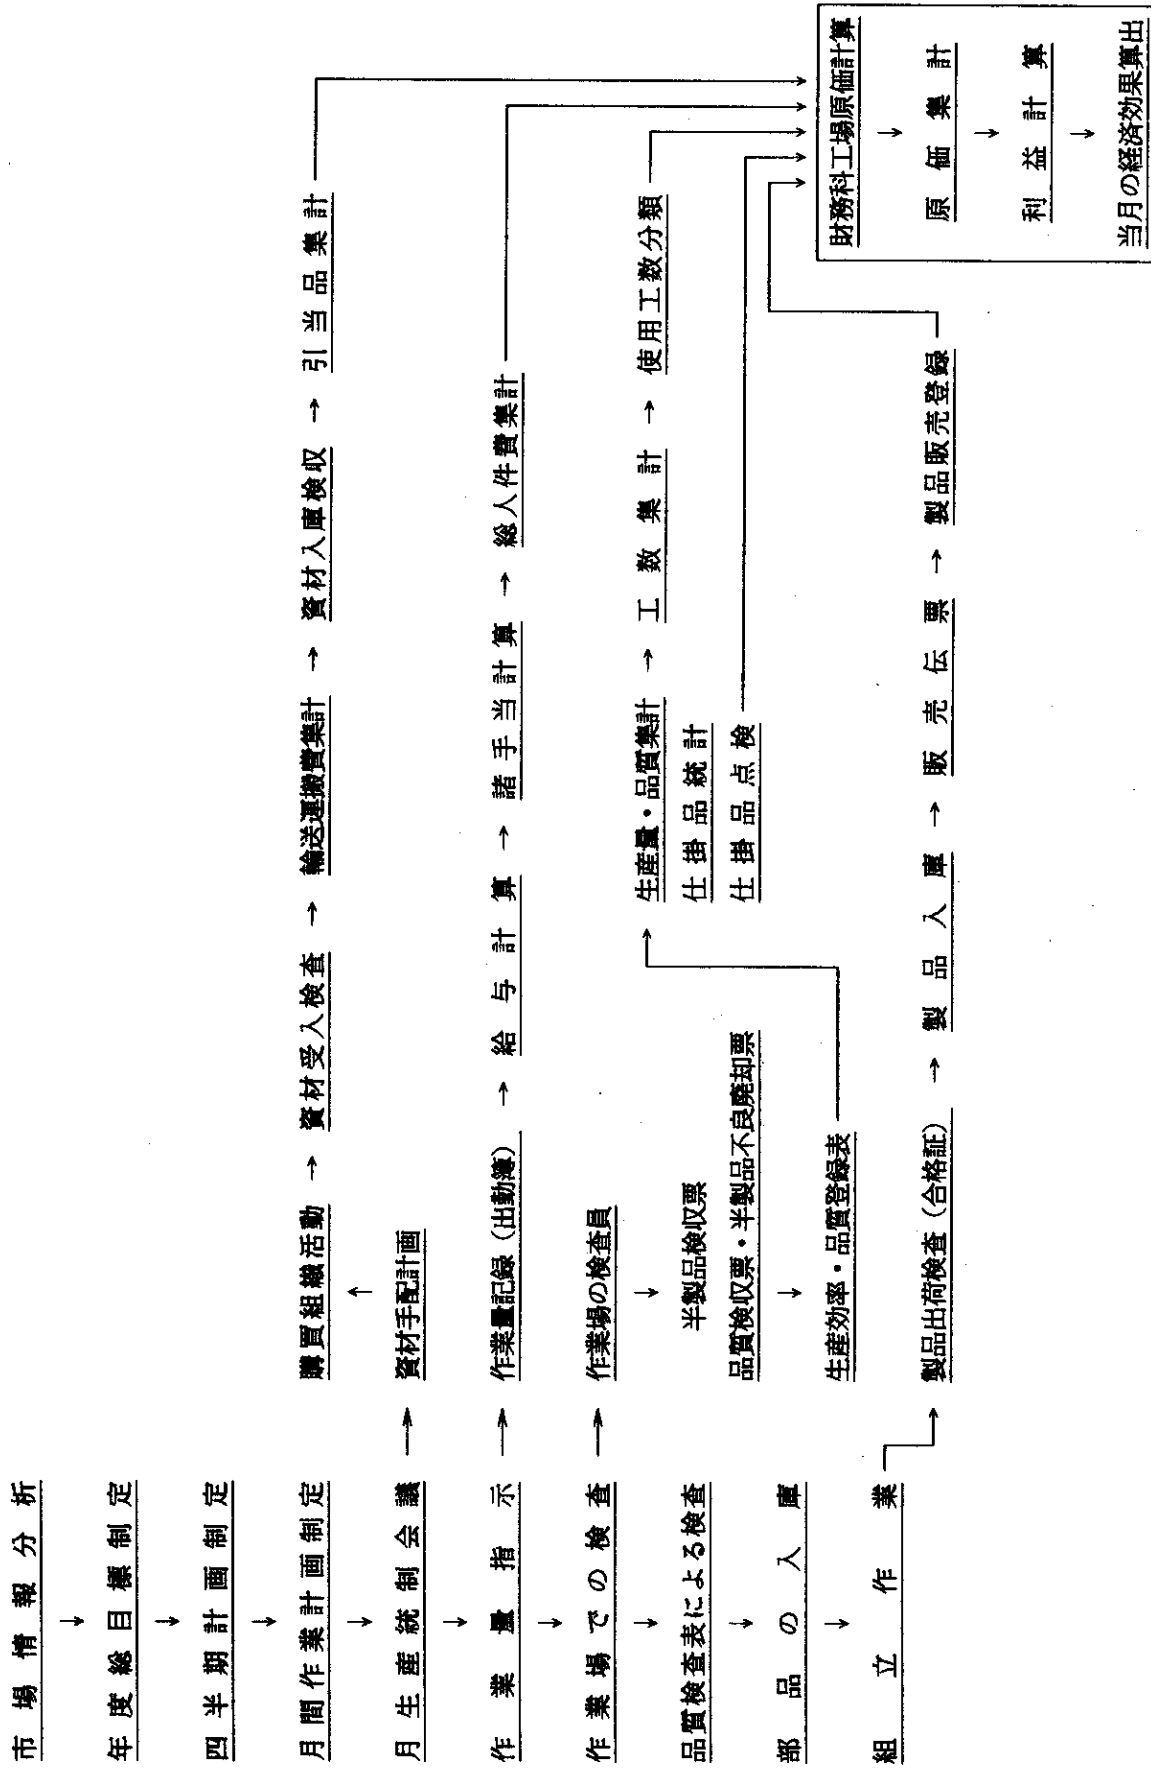 市場情報分析
↓
年度総目標制定
↓
四半期計画制定
↓
月間作業計画制定
↓
月生産統制会議
→
資材手配計画
↑
購買組織活動
→
資材受入検査
→
輸送運搬費集計
→
資材入庫検収
→
引当品集計
↓
作業量指示
→
作業量記録(出動簿)
→
給与計算
→
諸手当計算
→
総人件費集計
↓
作業場での検査
→
作業場の検査員
↓
半製品検収票
品質検収票・半製品不良廃却票
↓
生産効率・品質登録表
生産量・品質集計
→
工数集計
→
使用工数分類
仕掛品統計
仕掛品点検
↓
品質検査表による検査
↓
部品の入庫
↓
組立作業
製品出荷検査(合格証)
→
製品入庫
→
販売伝票
→
製品販売登録
財務科工場原価計算
↓
原価集計
↓
利益計算
↓
当月の経済効果算出